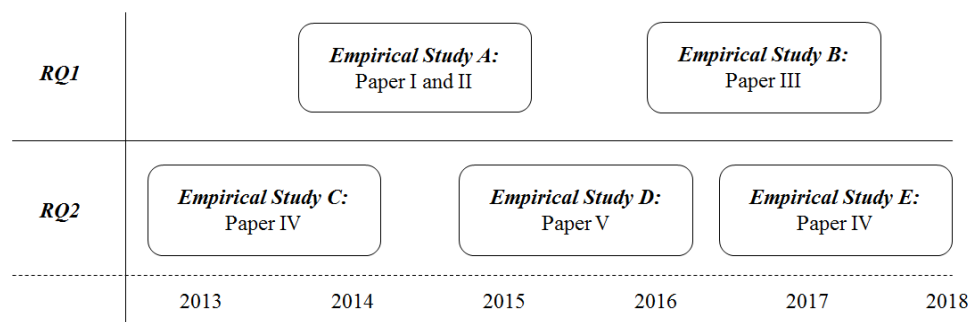 RQ1
Empirical Study A:
Paper I and II
Empirical Study B:
Paper III
RQ2
Empirical Study C:
Paper IV
Empirical Study D:
Paper V
Empirical Study E:
Paper IV
2013 2014 2015 2016 2017 2018